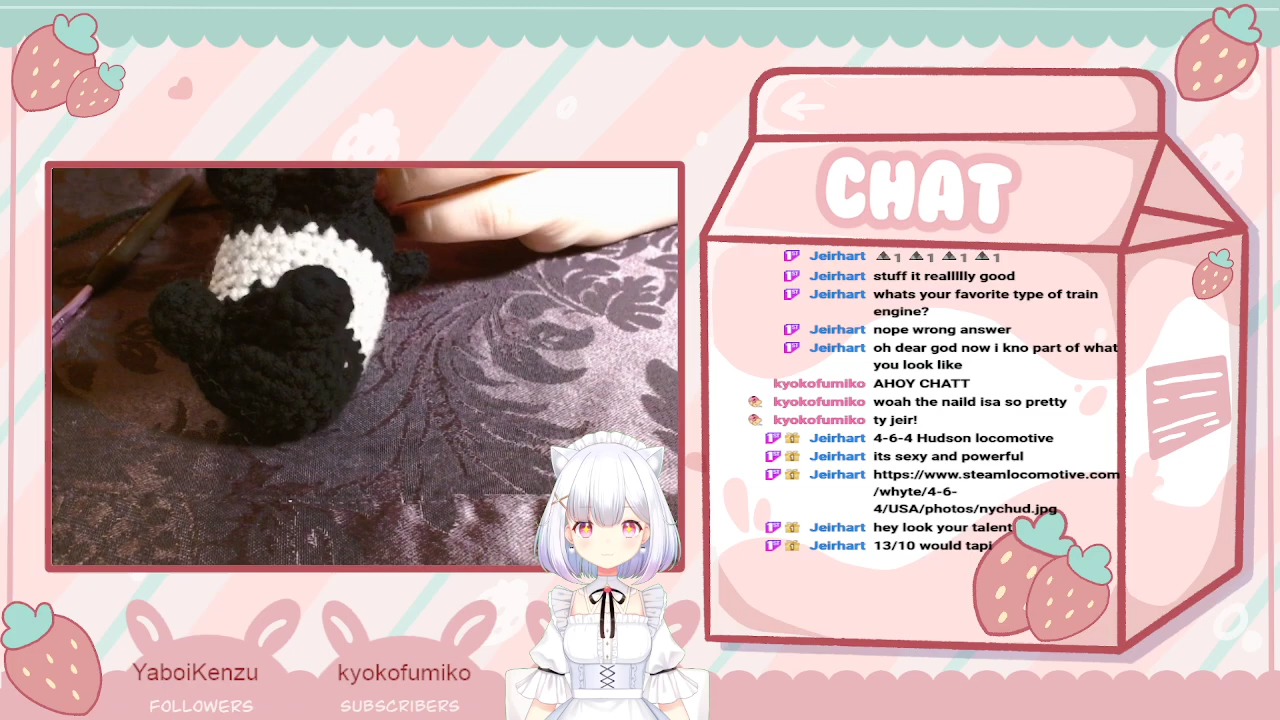 CHAT
Jeirhart 1 1 1 1
Jeirhart stuff it reallllly good
Jeirhart whats your favorite type of train
engine?
Jeirhart nope wrong answer
Jeirhart oh dear god now i kno part of what
you look like
kyokofumiko AHOY CHATT
kyokofumiko woah the naild isa so pretty
kyokofumiko ty jeir!
Jeirhart 4-6-4 Hudson locomotive
Jeirhart its sexy and powerful
Jeirhart https://www.steamlocomotive.com
/whyte/4-6-
4/USA/photos/nychud.jpg
Jeirhart hey look your talent
Jeirhart 13/10 would tapi
YaboiKenzu
FOLLOWERS
kyokofumiko
SUBSCRIBERS